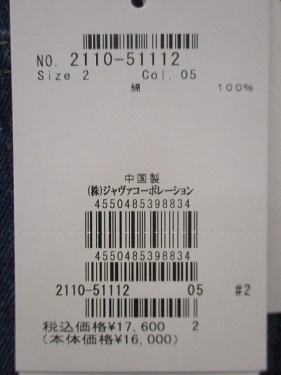 NO. 2110-51112
Size 2 Col. 05
綿 100%
中国製
(株)ジャヴァコーポレーション
4550485398834
4550485398834
2110-51112 05 #2
税込価格¥17,600 2
(本体価格¥16,000)